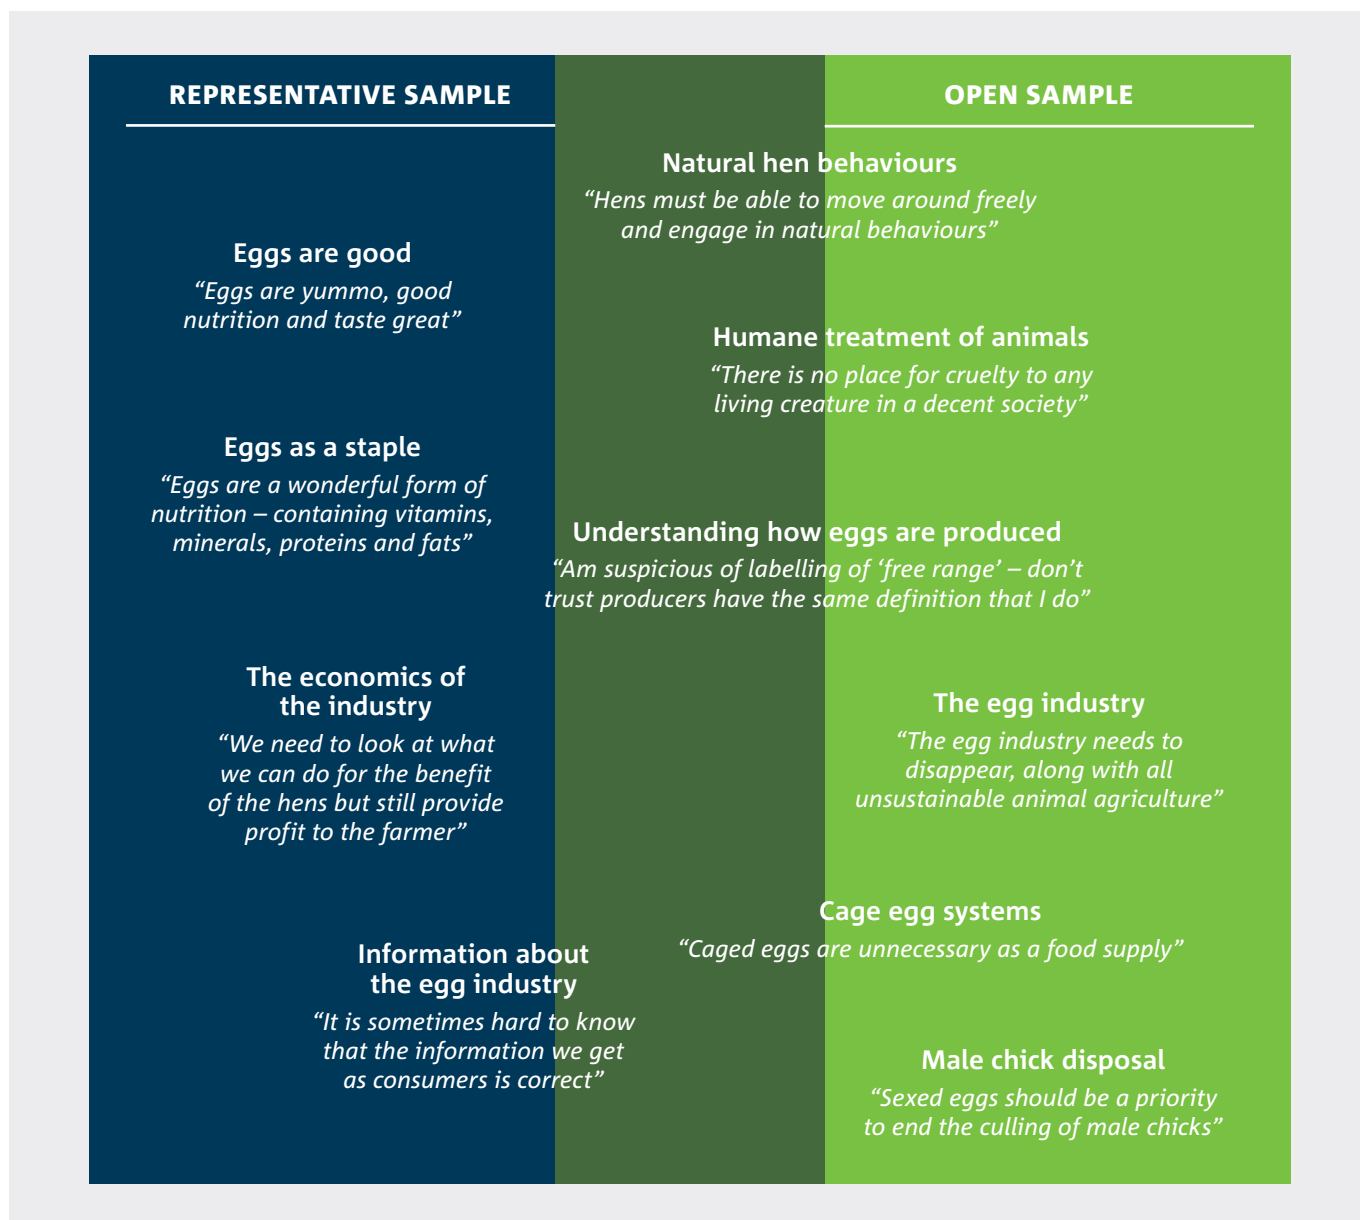 REPRESENTATIVE SAMPLE
OPEN SAMPLE
Natural hen behaviours
“Hens must be able to move around freely
and engage in natural behaviours”
Eggs are good
“Eggs are yummo, good
nutrition and taste great”
Humane treatment of animals
“There is no place for cruelty to any
living creature in a decent society”
Eggs as a staple
“Eggs are a wonderful form of
nutrition – containing vitamins,
minerals, proteins and fats”
Understanding how eggs are produced
“Am suspicious of labelling of ‘free range’ – don’t
trust producers have the same definition that I do”
The economics of
the industry
“We need to look at what
we can do for the benefit
of the hens but still provide
profit to the farmer”
The egg industry
“The egg industry needs to
disappear, along with all
unsustainable animal agriculture”
Cage egg systems
“Caged eggs are unnecessary as a food supply”
Information about
the egg industry
“It is sometimes hard to know
that the information we get
as consumers is correct”
Male chick disposal
“Sexed eggs should be a priority
to end the culling of male chicks”